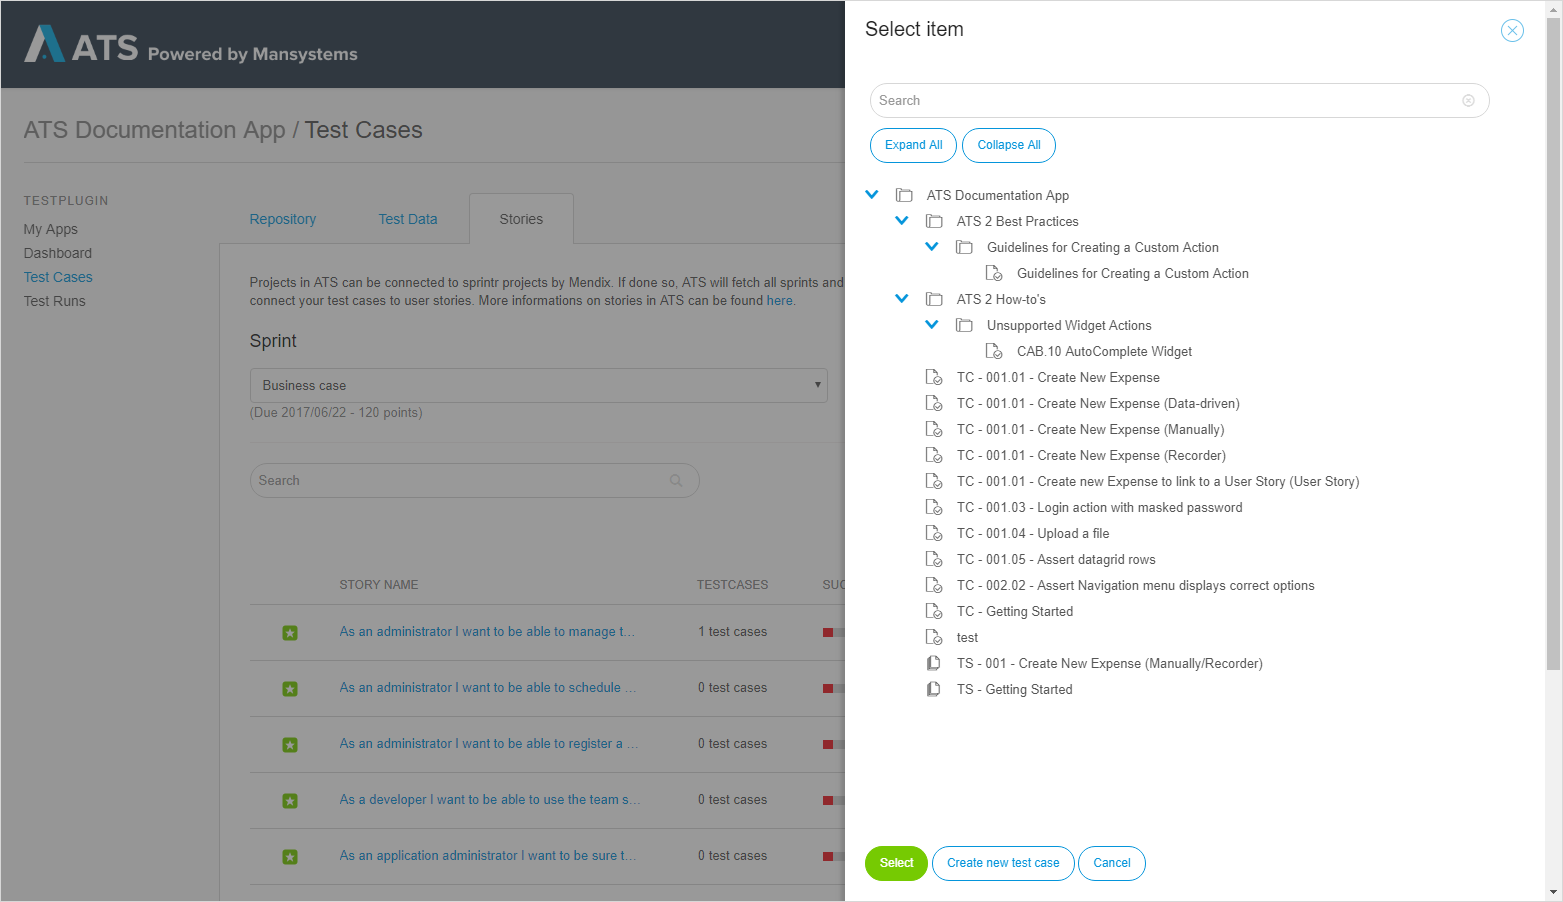 ATS Powered by Mansystems
ATS Documentation App / Test Cases
TESTPLUGIN
My Apps
Dashboard
Test Cases
Test Runs
Repository
Test Data
Stories
Projects in ATS can be connected to sprintr projects by Mendix. If done so, ATS will fetch all sprints and
connect your test cases to user stories. More informations on stories in ATS can be found here.
Sprint
Business case
(Due 2017/06/22 - 120 points)
Search
STORY NAME TESTCASES SUC
As an administrator I want to be able to manage t... 1 test cases
As an administrator I want to be able to schedule ... 0 test cases
As an administrator I want to be able to register a ... 0 test cases
As a developer I want to be able to use the team s... 0 test cases
As an application administrator I want to be sure t... 0 test cases
Select item
Search
Expand All
Collapse All
ATS Documentation App
ATS 2 Best Practices
Guidelines for Creating a Custom Action
Guidelines for Creating a Custom Action
ATS 2 How-to's
Unsupported Widget Actions
CAB.10 AutoComplete Widget
TC - 001.01 - Create New Expense
TC - 001.01 - Create New Expense (Data-driven)
TC - 001.01 - Create New Expense (Manually)
TC - 001.01 - Create New Expense (Recorder)
TC - 001.01 - Create new Expense to link to a User Story (User Story)
TC - 001.03 - Login action with masked password
TC - 001.04 - Upload a file
TC - 001.05 - Assert datagrid rows
TC - 002.02 - Assert Navigation menu displays correct options
TC - Getting Started
test
TS - 001 - Create New Expense (Manually/Recorder)
TS - Getting Started
Select
Create new test case
Cancel